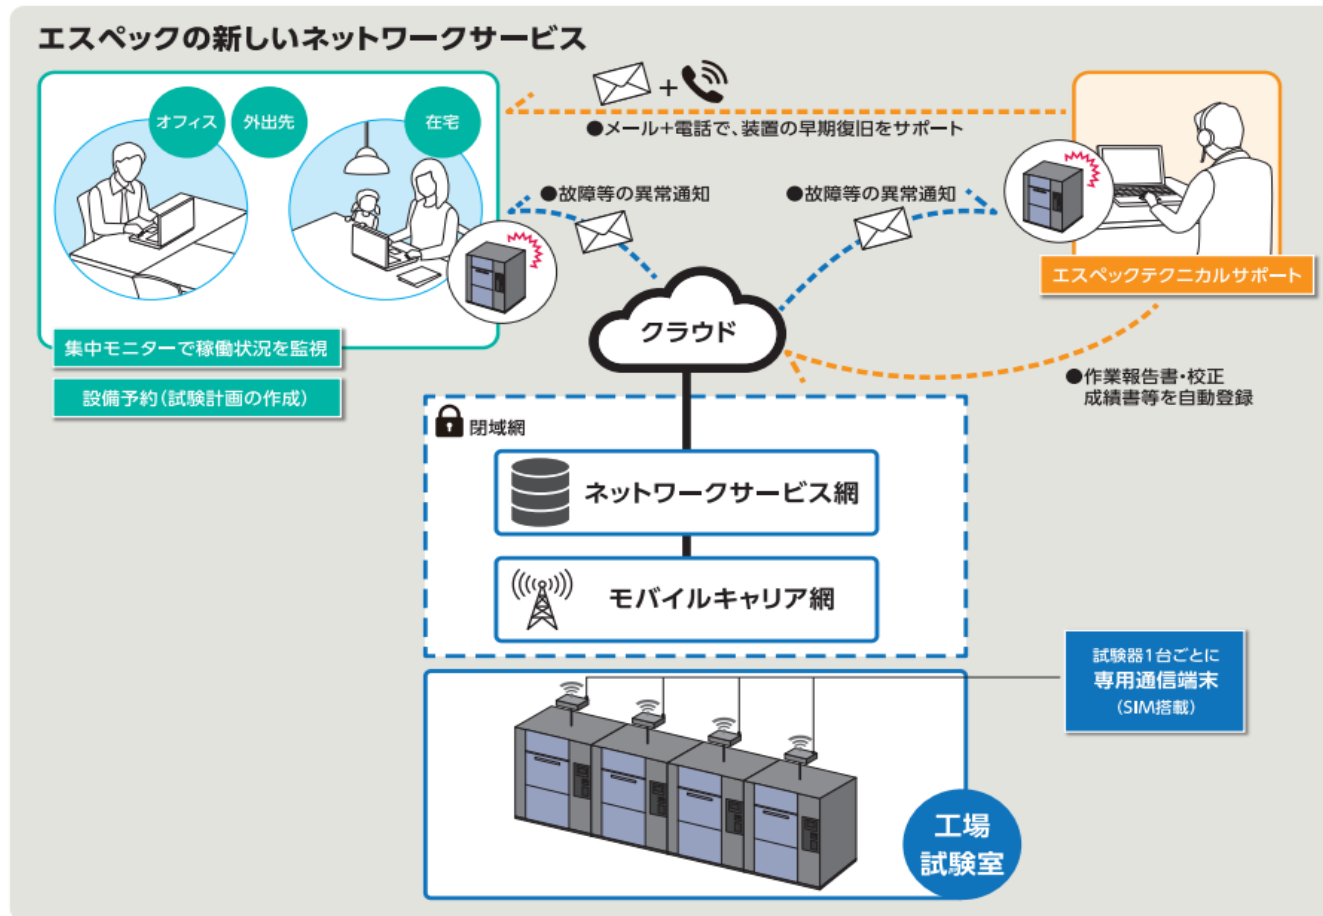 エスペックの新しいネットワークサービス
オフィス
外出先
在宅
●メール+電話で、装置の早期復旧をサポート
●故障等の異常通知
●故障等の異常通知
エスペックテクニカルサポート
クラウド
集中モニターで稼働状況を監視
設備予約(試験計画の作成)
●作業報告書・校正
成績書等を自動登録
閉域網
ネットワークサービス網
モバイルキャリア網
試験器1台ごとに
専用通信端末
(SIM搭載)
工場
試験室